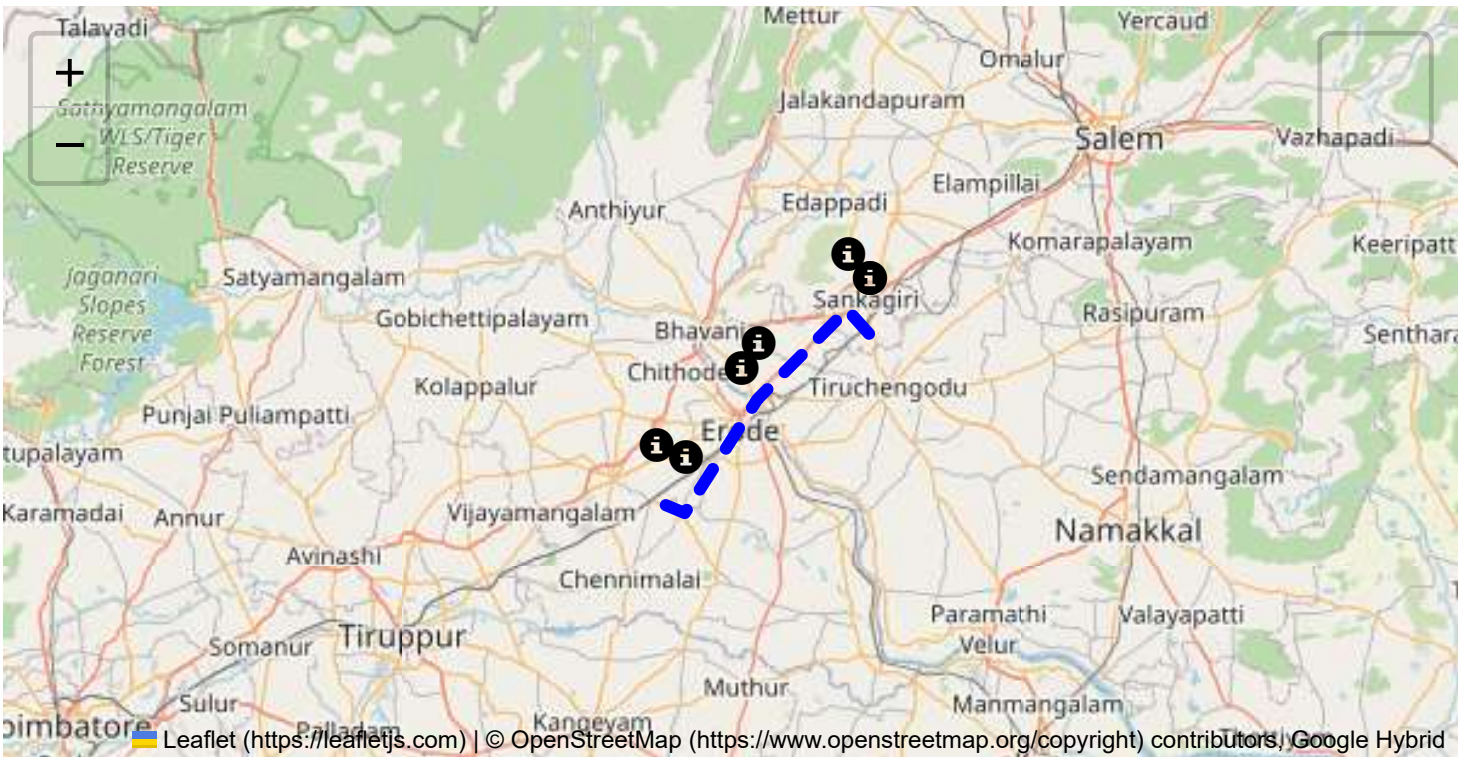 Mettur
Yercaud
Talavadi
Omalur
+
Jalakandapuram
Sathyamangalam
WLS/Tiger
Reserve
−
Salem
Vazhapadi
Elampillai
Edappadi
Anthiyur
Komarapalayam
Keeripatt
i
i
Jaganari
Slopes
Reserve
Forest
Satyamangalam
Sankagiri
Gobichettipalayam
Bhavani
Rasipuram
Senthara
i
i
Chithode
Kolappalur
Tiruchengodu
Punjai Puliampatti
Erode
i
i
tupalayam
Sendamangalam
Karamadai
Annur
Vijayamangalam
Namakkal
Avinashi
Chennimalai
Paramathi
Velur
Valayapatti
Somanur
Tiruppur
Muthur
Sulur
Manmangalam
oimbatore
Palladam
Kangeyam
Leaflet (https://leafletjs.com) | © OpenStreetMap (https://www.openstreetmap.org/copyright) contributors, Google Hybrid